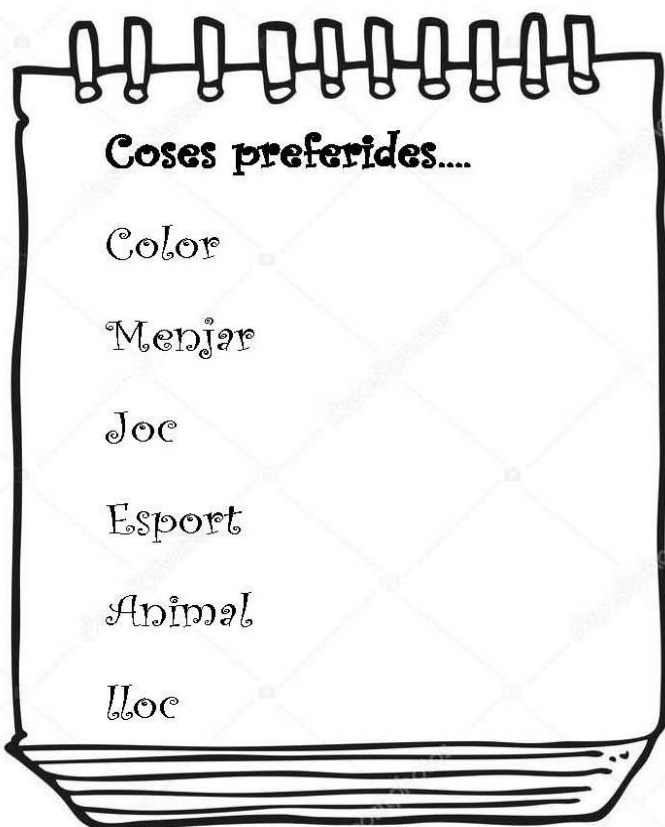 Coses preferides....
Color
Menjar
Joc
Esport
Animal
lloc